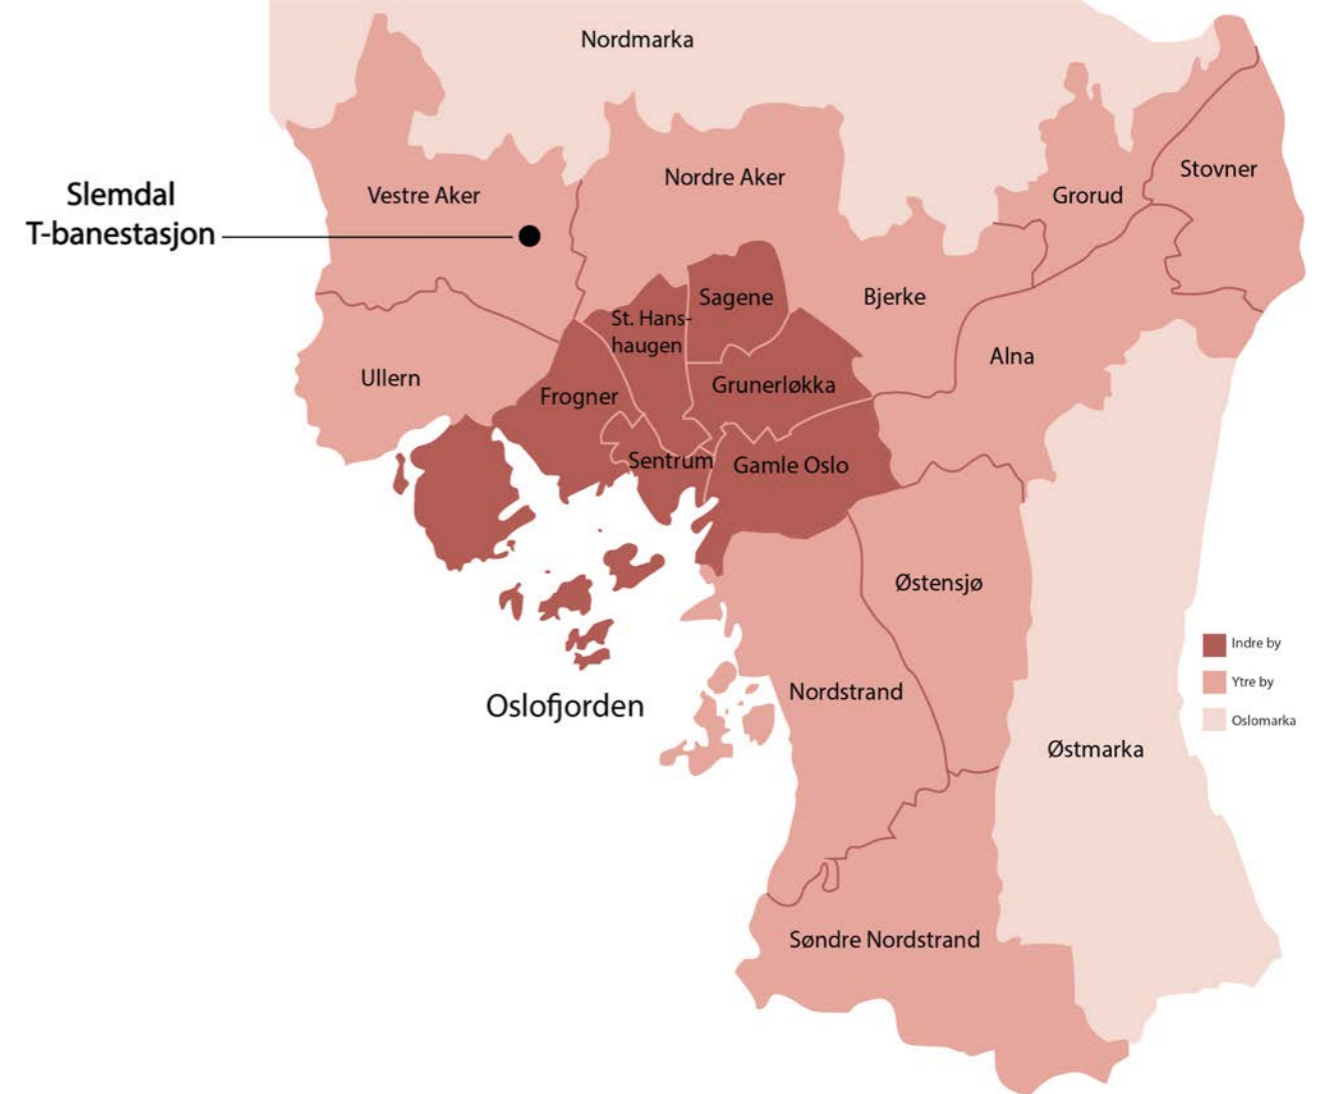 Nordmarka
Slemdal
T-banestasjon
Vestre Aker
Nordre Aker
Grorud
Stovner
Sagene
St. Hans-
haugen
Bjerke
Alna
Ullern
Frogner
Grunerløkka
Sentrum
Gamle Oslo
Østensjø
Nordstrand
Oslofjorden
Østmarka
Søndre Nordstrand
Indre by
Ytre by
Oslomarka